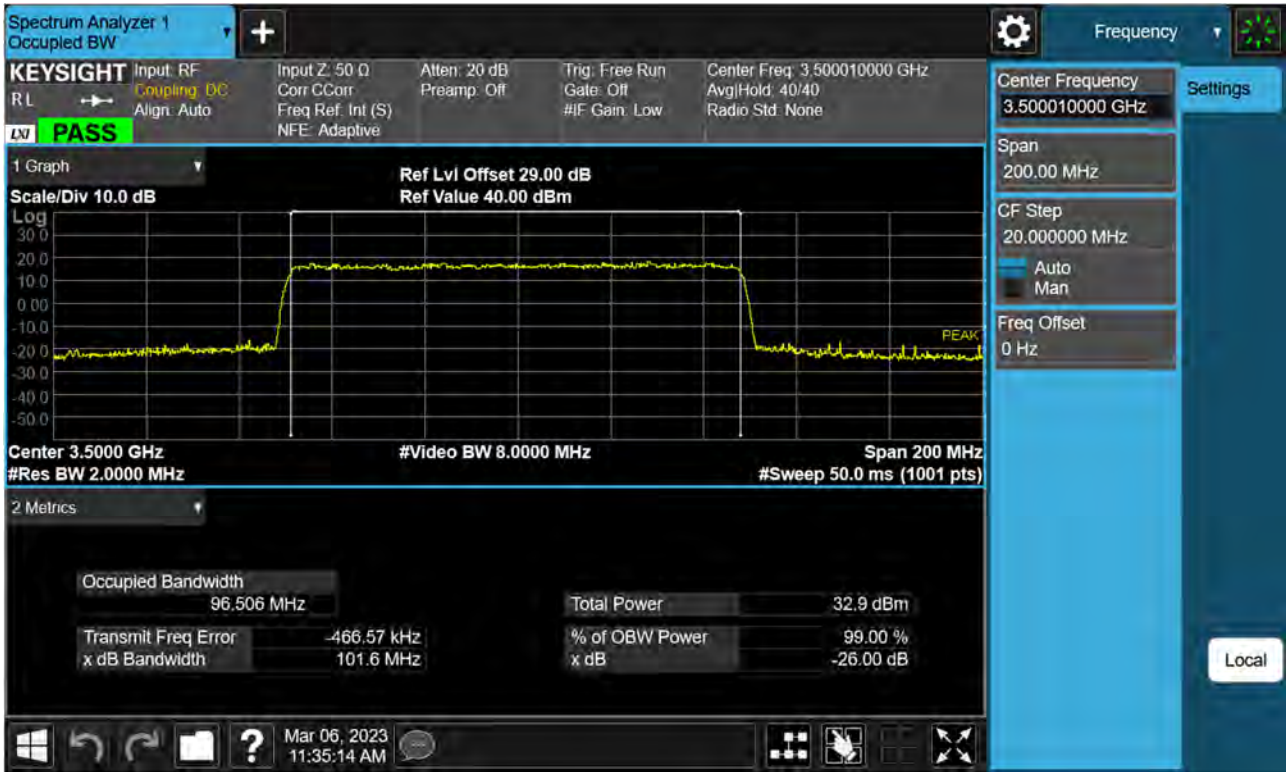 Spectrum Analyzer 1
Occupied BW
Frequency
KEYSIGHT
R L
LXI
PASS
Input: RF
Coupling: DC
Align: Auto
Input Z: 50 Ω
Corr CCorr
Freq Ref: Int (S)
NFE: Adaptive
Atten: 20 dB
Preamp: Off
Trig: Free Run
Gate: Off
#IF Gain: Low
Center Freq: 3.500010000 GHz
Avg|Hold: 40/40
Radio Std: None
Center Frequency
3.500010000 GHz
Settings
Span
200.00 MHz
CF Step
20.000000 MHz
Auto
Man
Freq Offset
0 Hz
Local
1 Graph
Scale/Div 10.0 dB
Ref Lvl Offset 29.00 dB
Ref Value 40.00 dBm
Log
30.0
20.0
10.0
0.00
-10.0
-20.0
-30.0
-40.0
-50.0
PEAK
Center 3.5000 GHz
#Res BW 2.0000 MHz
#Video BW 8.0000 MHz
Span 200 MHz
#Sweep 50.0 ms (1001 pts)
2 Metrics
Occupied Bandwidth
96.506 MHz
Transmit Freq Error -466.57 kHz
x dB Bandwidth 101.6 MHz
Total Power 32.9 dBm
% of OBW Power 99.00 %
x dB -26.00 dB
Mar 06, 2023
11:35:14 AM